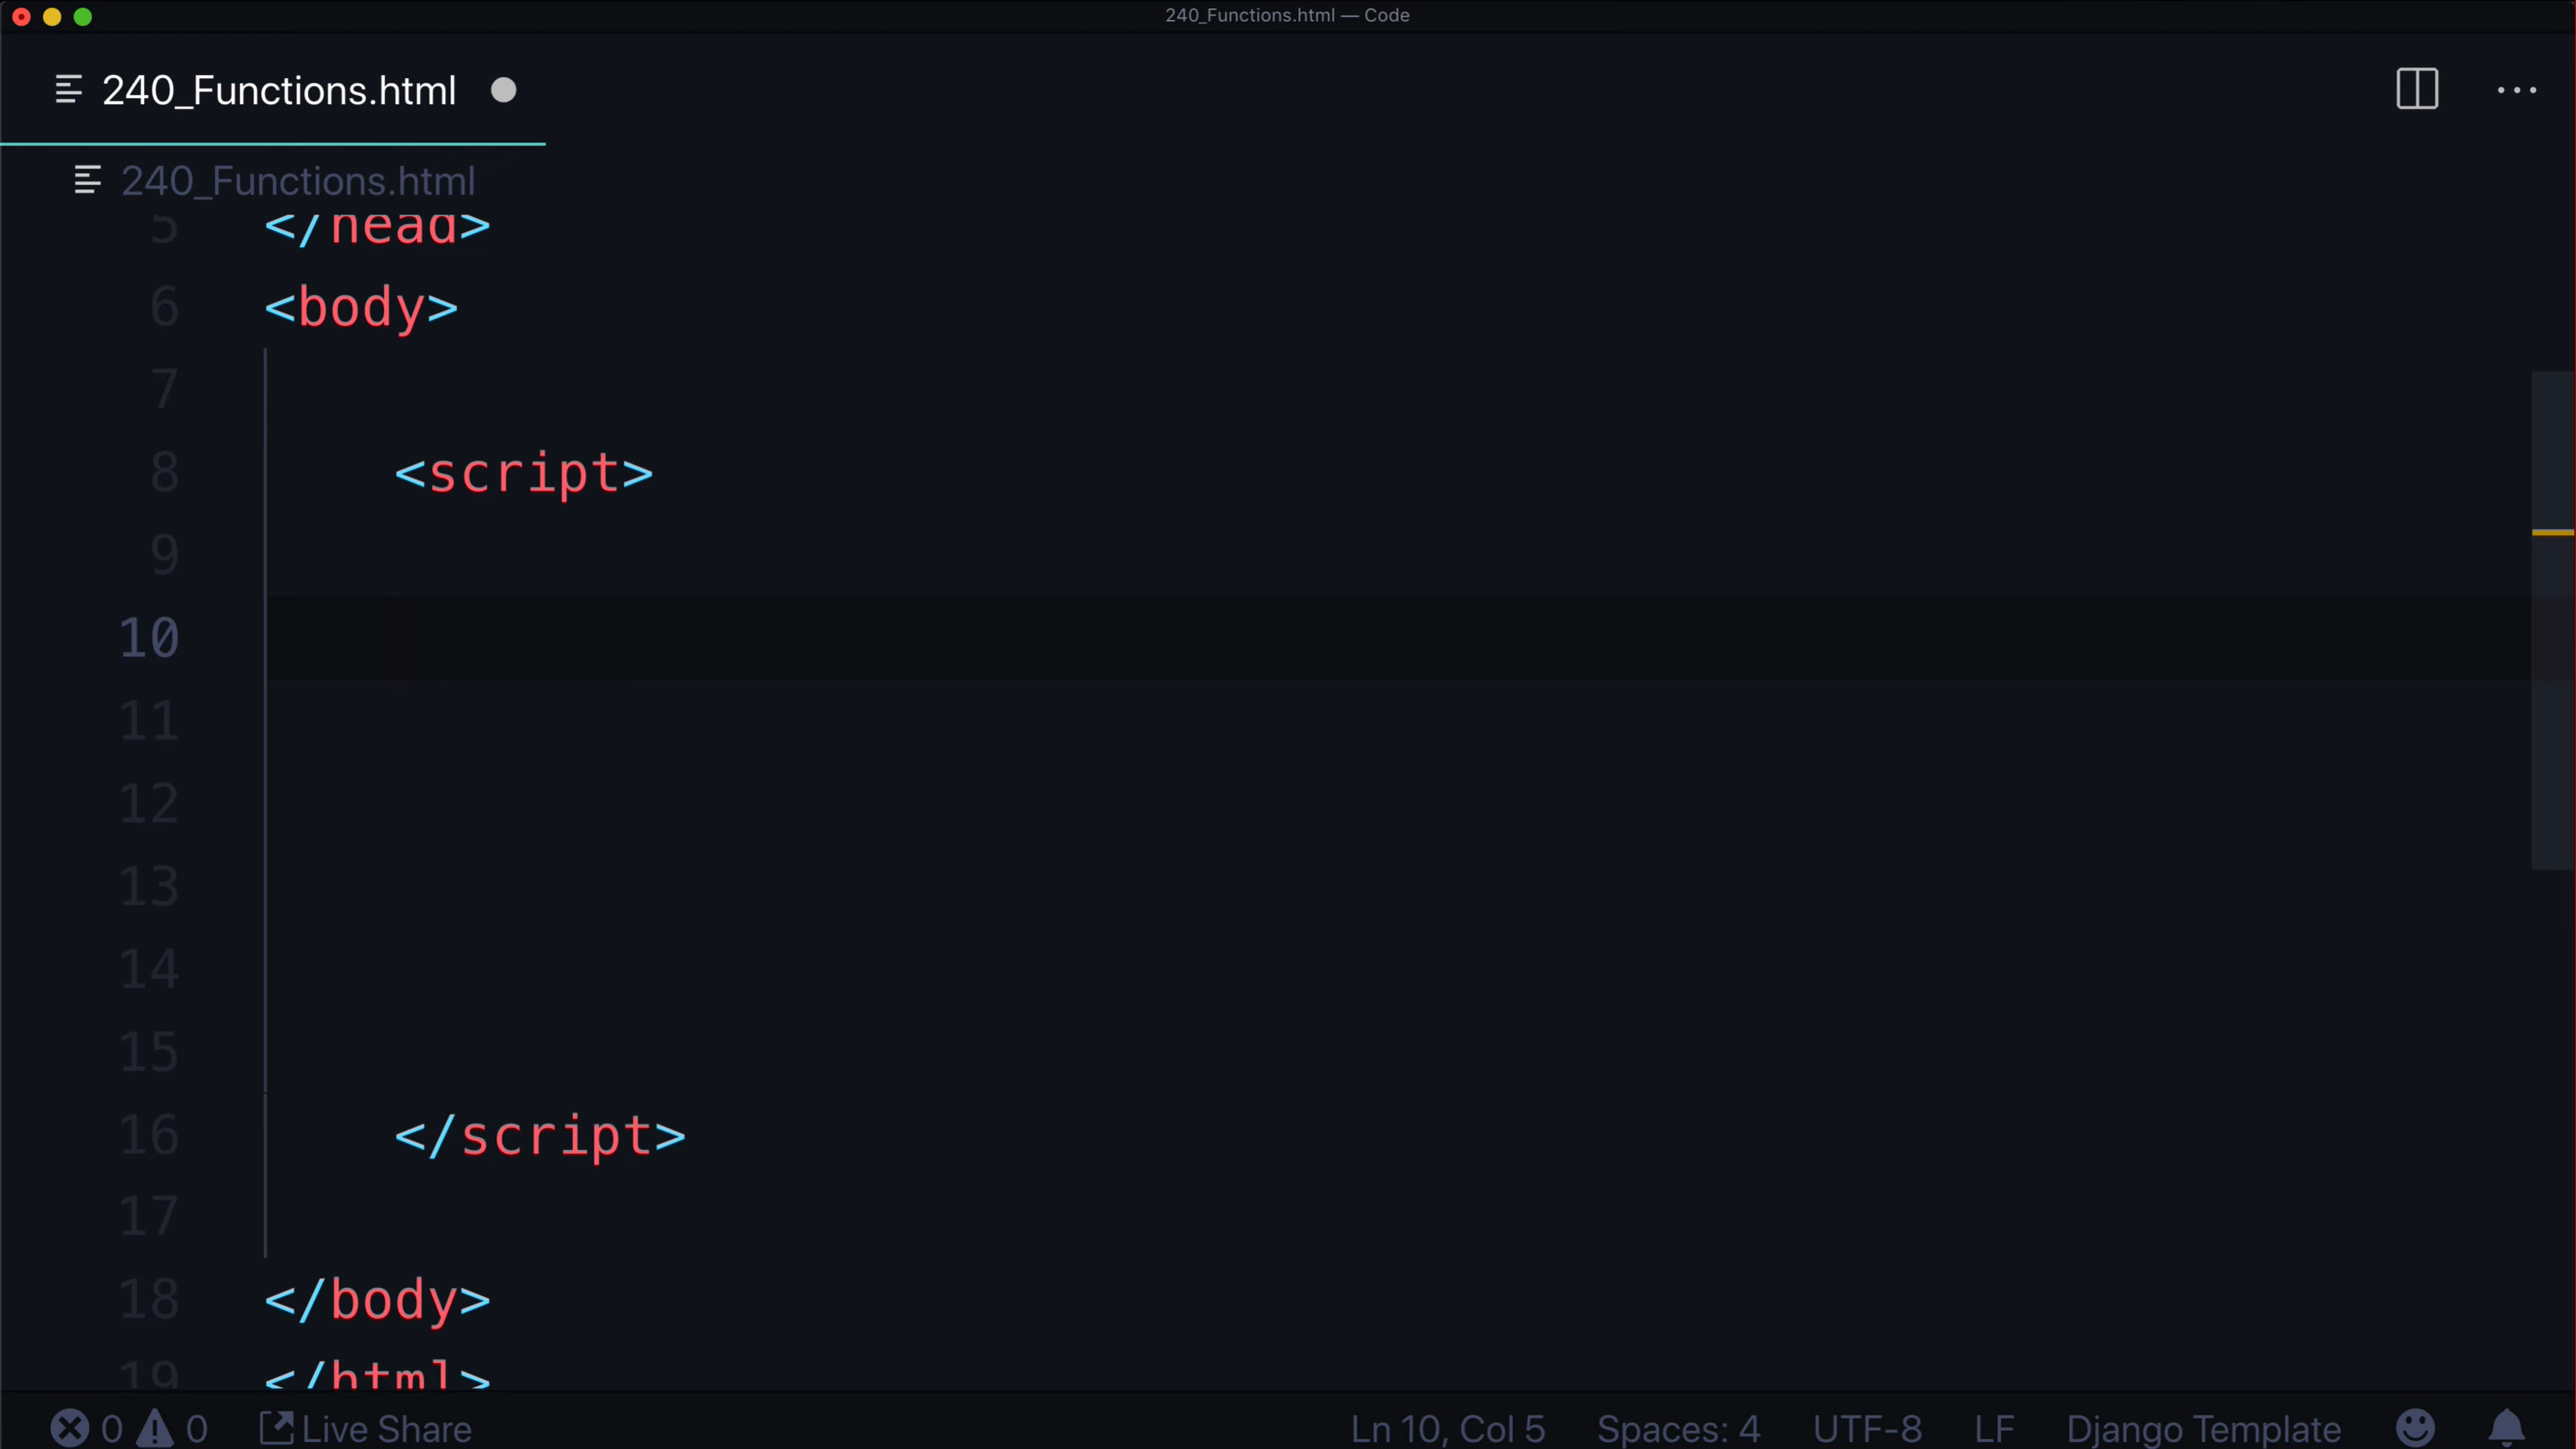 240_Functions.html — Code
240_Functions.html
240_Functions.html
5 </head>
6 <body>
7
8 <script>
9
10
11
12
13
14
15
16 </script>
17
18 </body>
19 </html>
0 0 Live Share Ln 10, Col 5 Spaces: 4 UTF-8 LF Django Template